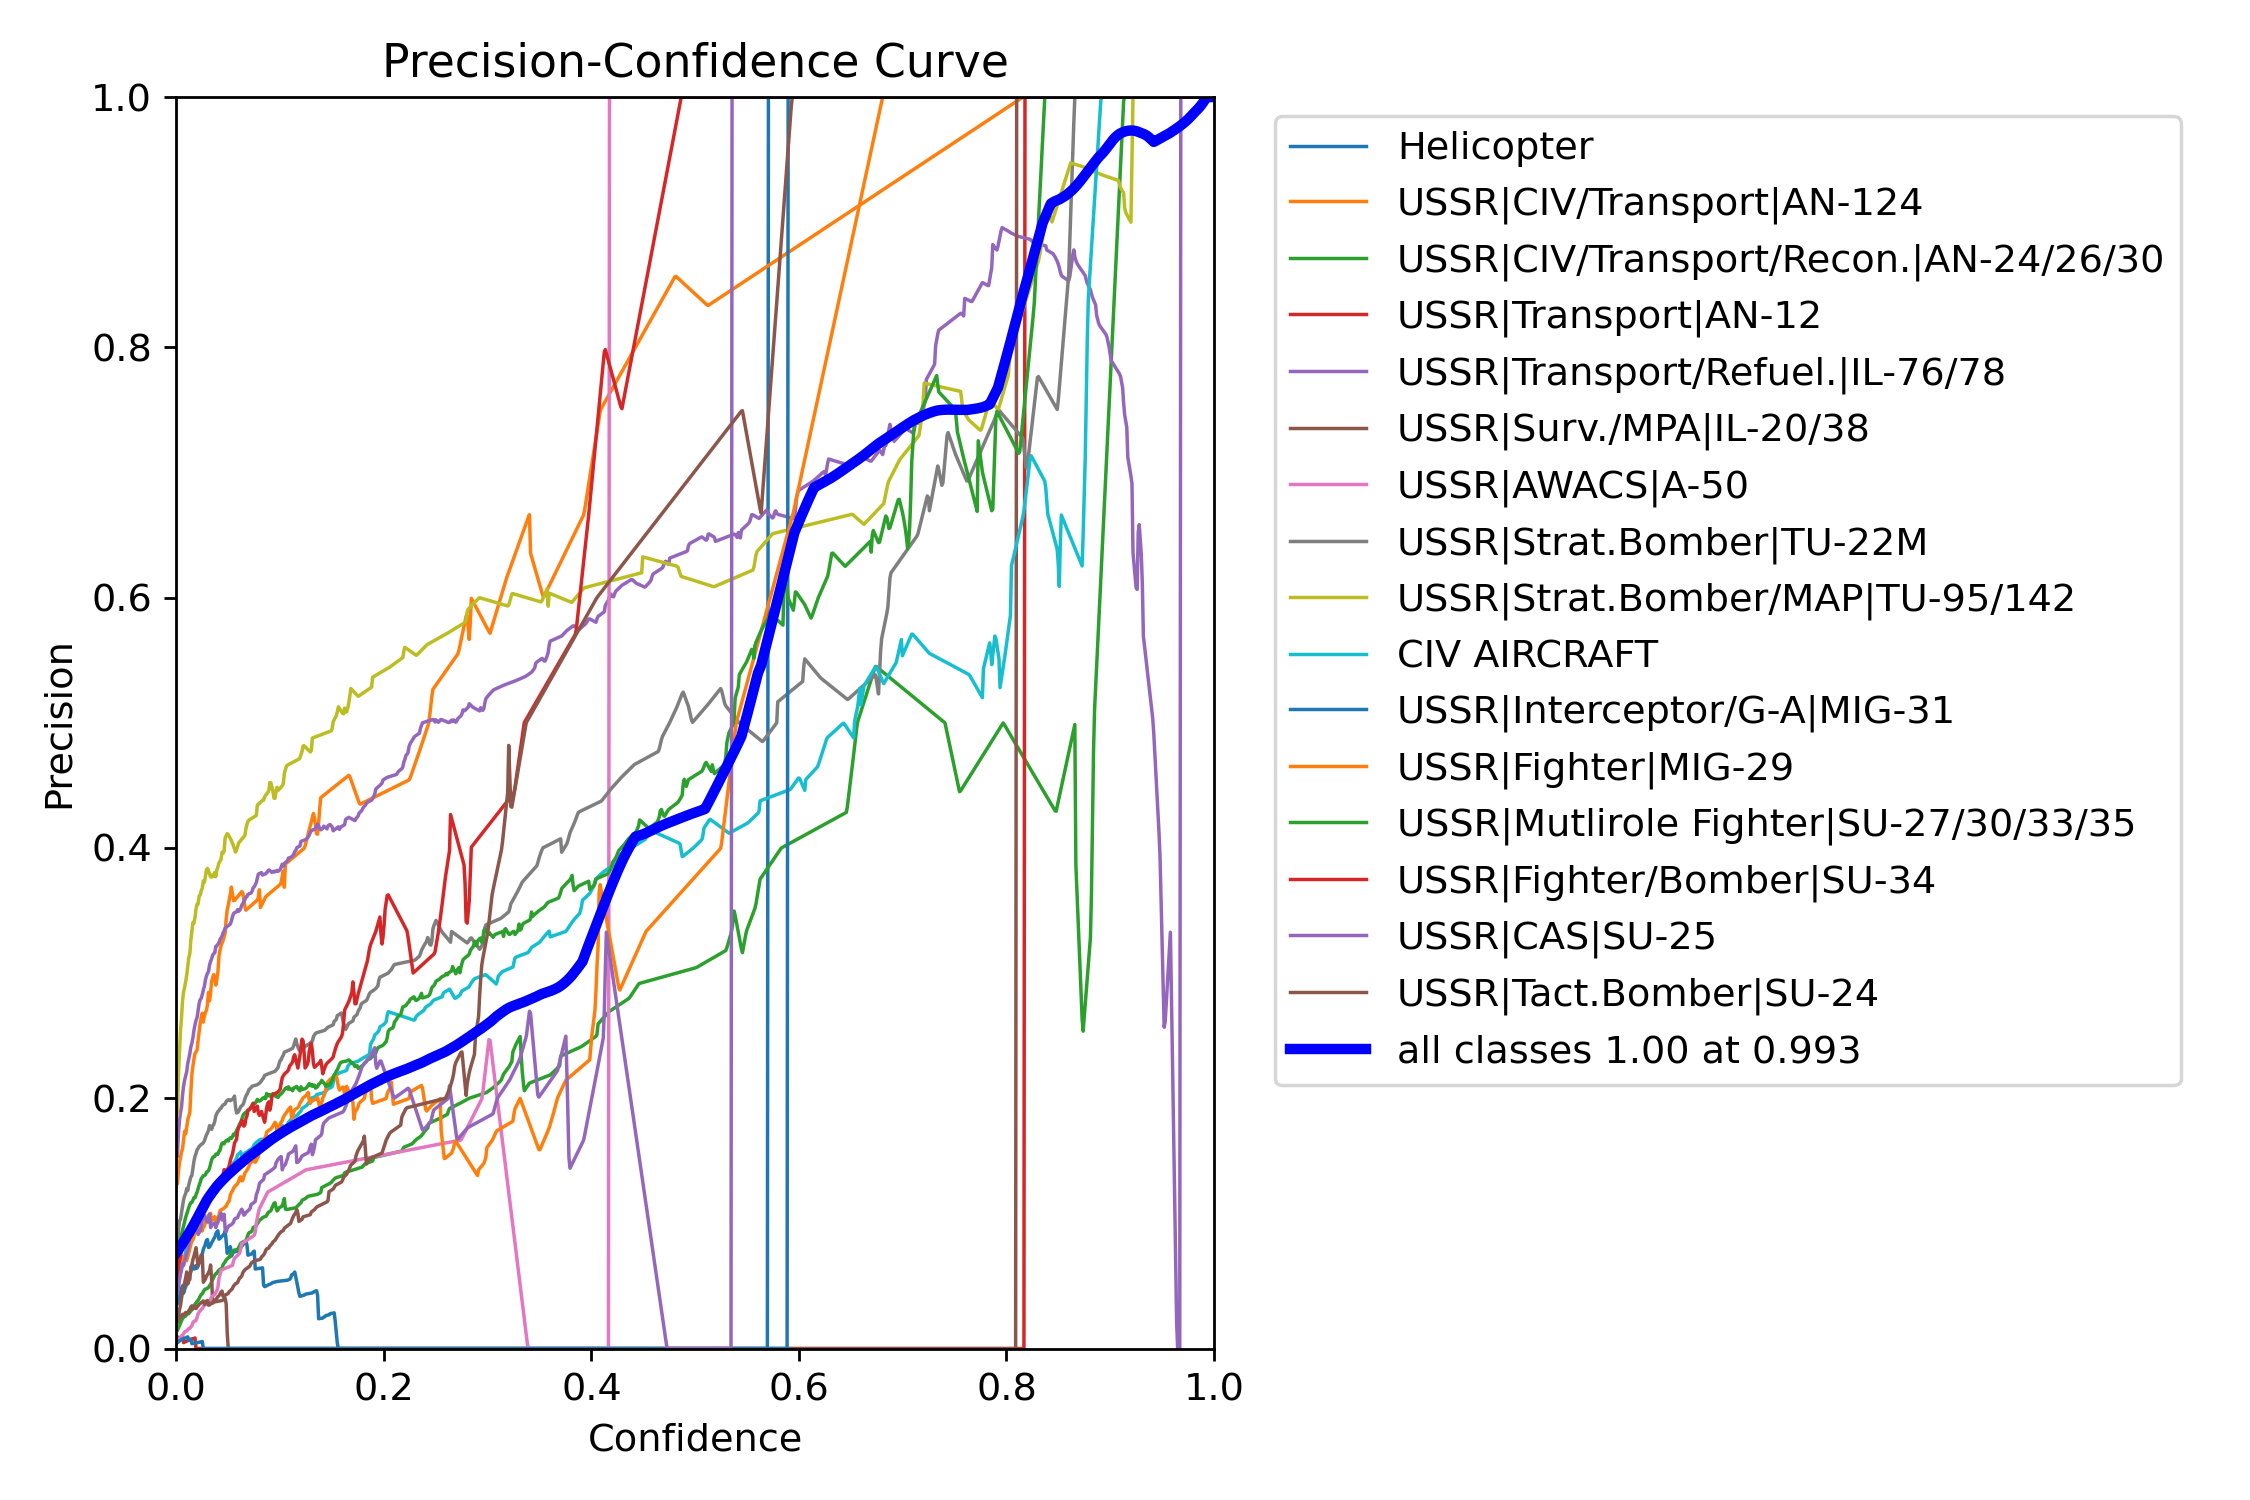 Precision-Confidence Curve
1.0
0.8
0.6
0.4
0.2
0.0
Precision
0.0 0.2 0.4 0.6 0.8 1.0
Confidence
Helicopter
USSR|CIV/Transport|AN-124
USSR|CIV/Transport/Recon.|AN-24/26/30
USSR|Transport|AN-12
USSR|Transport/Refuel.|IL-76/78
USSR|Surv./MPA|IL-20/38
USSR|AWACS|A-50
USSR|Strat.Bomber|TU-22M
USSR|Strat.Bomber/MAP|TU-95/142
CIV AIRCRAFT
USSR|Interceptor/G-A|MIG-31
USSR|Fighter|MIG-29
USSR|Mutlirole Fighter|SU-27/30/33/35
USSR|Fighter/Bomber|SU-34
USSR|CAS|SU-25
USSR|Tact.Bomber|SU-24
all classes 1.00 at 0.993